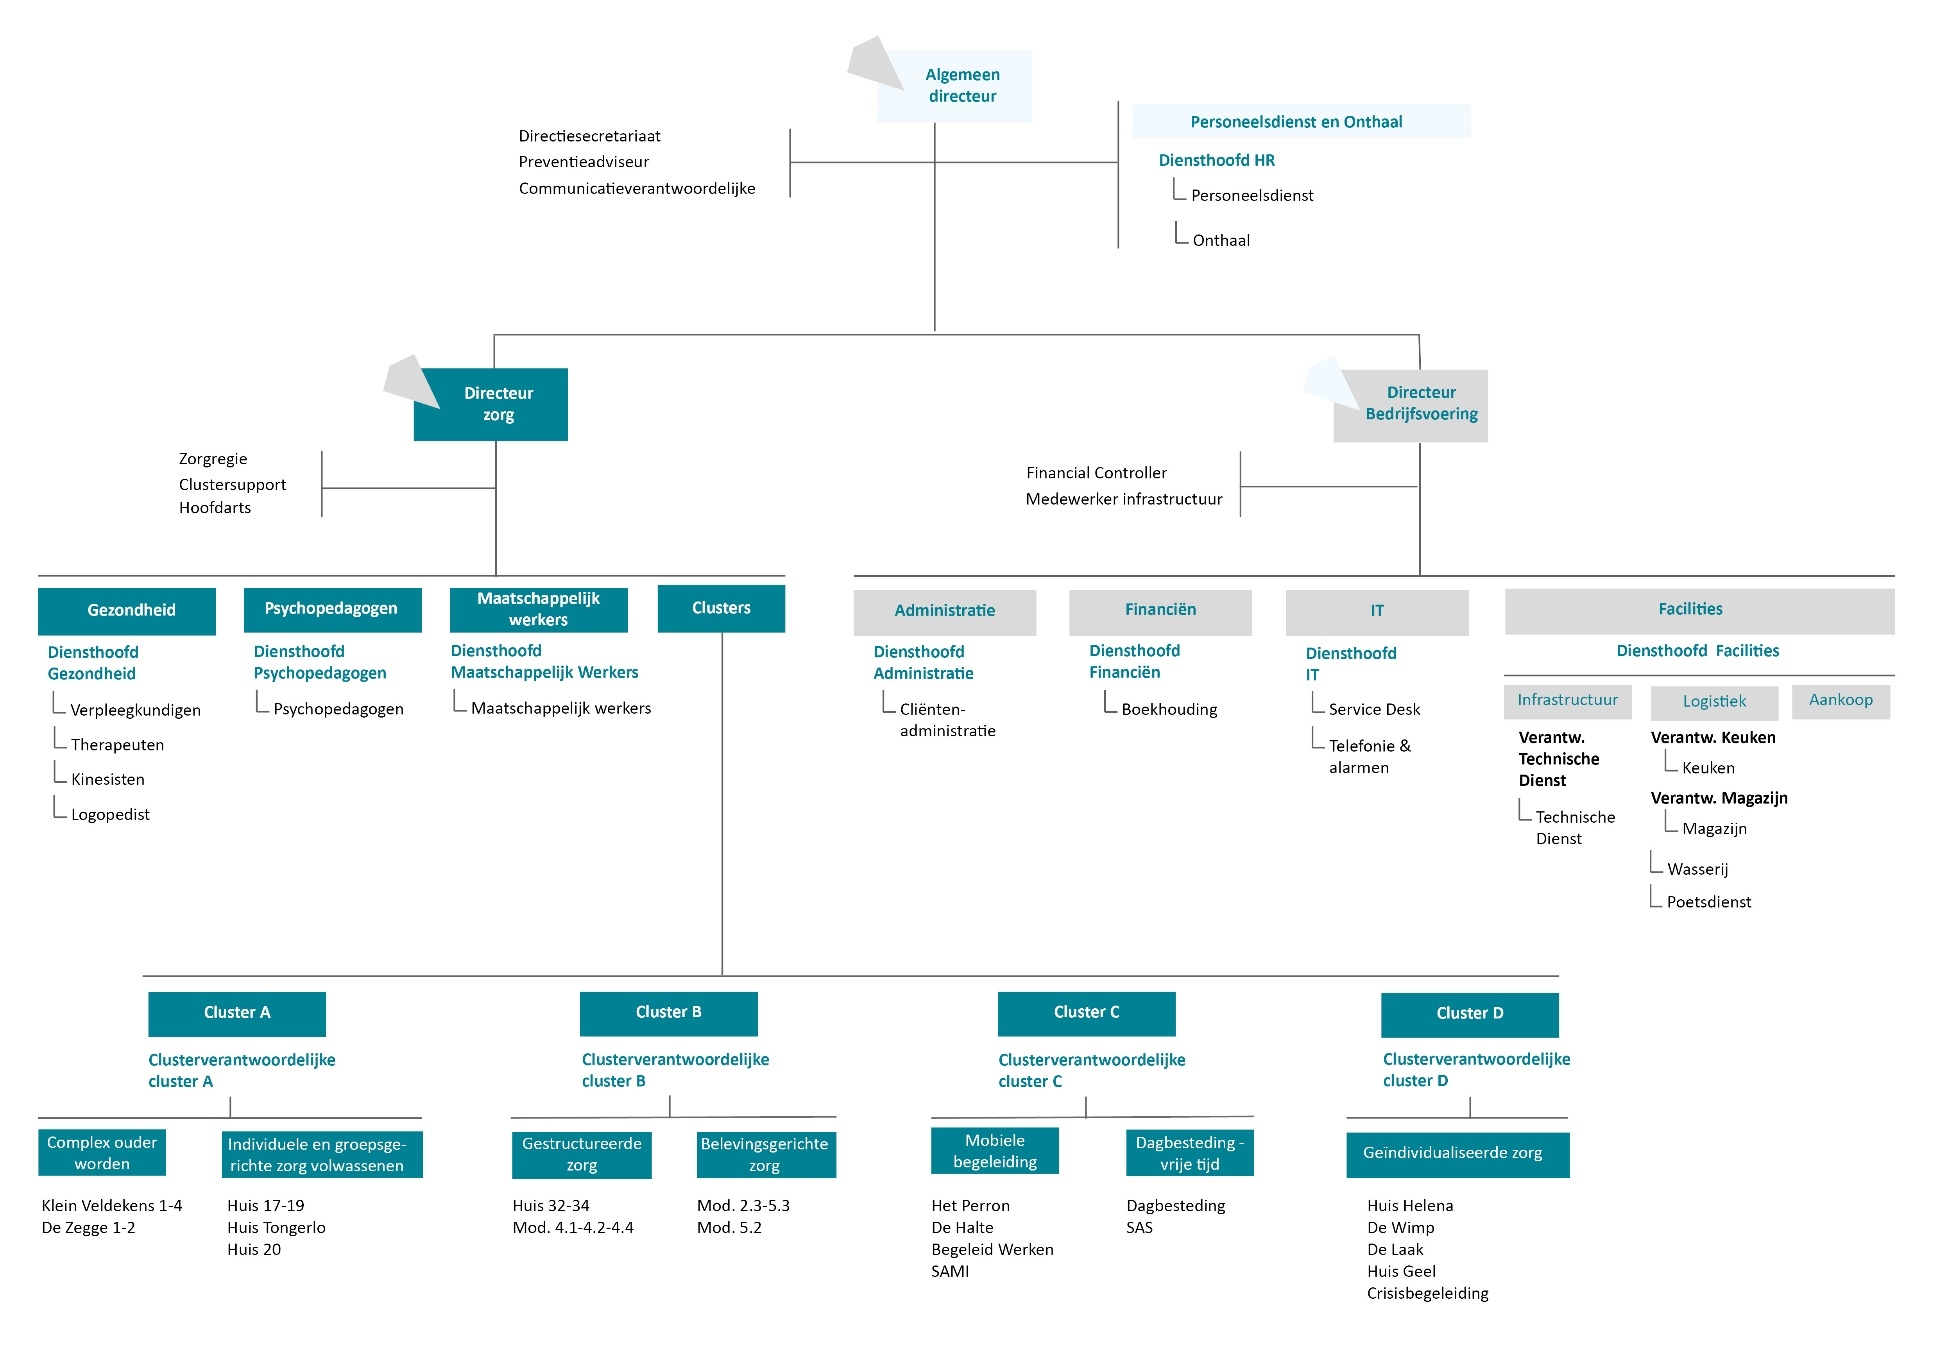 Algemeen
directeur
Directiesecretariaat
Preventieadviseur
Communicatieverantwoordelijke
Personeelsdienst en Onthaal
Diensthoofd HR
Personeelsdienst
Onthaal
Directeur
zorg
Directeur
Bedrijfsvoering
Zorgregie
Clustersupport
Hoofdarts
Financial Controller
Medewerker infrastructuur
Gezondheid
Diensthoofd
Gezondheid
Verpleegkundigen
Therapeuten
Kinesisten
Logopedist
Psychopedagogen
Diensthoofd
Psychopedagogen
Psychopedagogen
Maatschappelijk
werkers
Diensthoofd
Maatschappelijk Werkers
Maatschappelijk werkers
Clusters
Administratie
Diensthoofd
Administratie
Cliënten-
administratie
Financiën
Diensthoofd
Financiën
Boekhouding
IT
Diensthoofd
IT
Service Desk
Telefonie &
alarmen
Facilities
Diensthoofd Facilities
Infrastructuur
Verantw.
Technische
Dienst
Technische
Dienst
Logistiek
Verantw. Keuken
Keuken
Verantw. Magazijn
Magazijn
Wasserij
Poetsdienst
Aankoop
Cluster A
Clusterverantwoordelijke
cluster A
Complex ouder
worden
Klein Veldekens 1-4
De Zegge 1-2
Individuele en groepsge-
richte zorg volwassenen
Huis 17-19
Huis Tongerlo
Huis 20
Cluster B
Clusterverantwoordelijke
cluster B
Gestructureerde
zorg
Huis 32-34
Mod. 4.1-4.2-4.4
Belevingsgerichte
zorg
Mod. 2.3-5.3
Mod. 5.2
Cluster C
Clusterverantwoordelijke
cluster C
Mobiele
begeleiding
Het Perron
De Halte
Begeleid Werken
SAMI
Dagbesteding -
vrije tijd
Dagbesteding
SAS
Cluster D
Clusterverantwoordelijke
cluster D
Geïndividualiseerde zorg
Huis Helena
De Wimp
De Laak
Huis Geel
Crisisbegeleiding